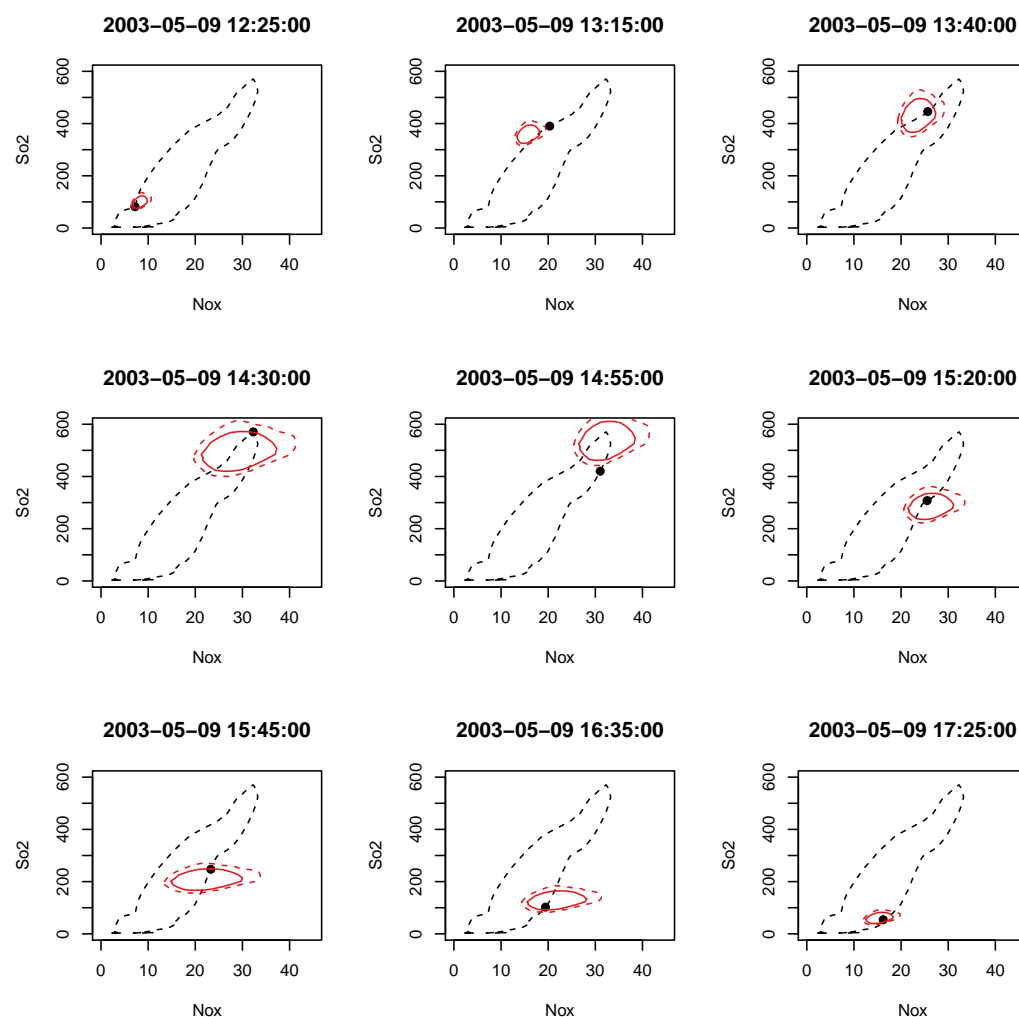 2003−05−09 12:25:00
So2
0 200 400 600
0 10 20 30 40
Nox
2003−05−09 13:15:00
So2
0 200 400 600
0 10 20 30 40
Nox
2003−05−09 13:40:00
So2
0 200 400 600
0 10 20 30 40
Nox
2003−05−09 14:30:00
So2
0 200 400 600
0 10 20 30 40
Nox
2003−05−09 14:55:00
So2
0 200 400 600
0 10 20 30 40
Nox
2003−05−09 15:20:00
So2
0 200 400 600
0 10 20 30 40
Nox
2003−05−09 15:45:00
So2
0 200 400 600
0 10 20 30 40
Nox
2003−05−09 16:35:00
So2
0 200 400 600
0 10 20 30 40
Nox
2003−05−09 17:25:00
So2
0 200 400 600
0 10 20 30 40
Nox